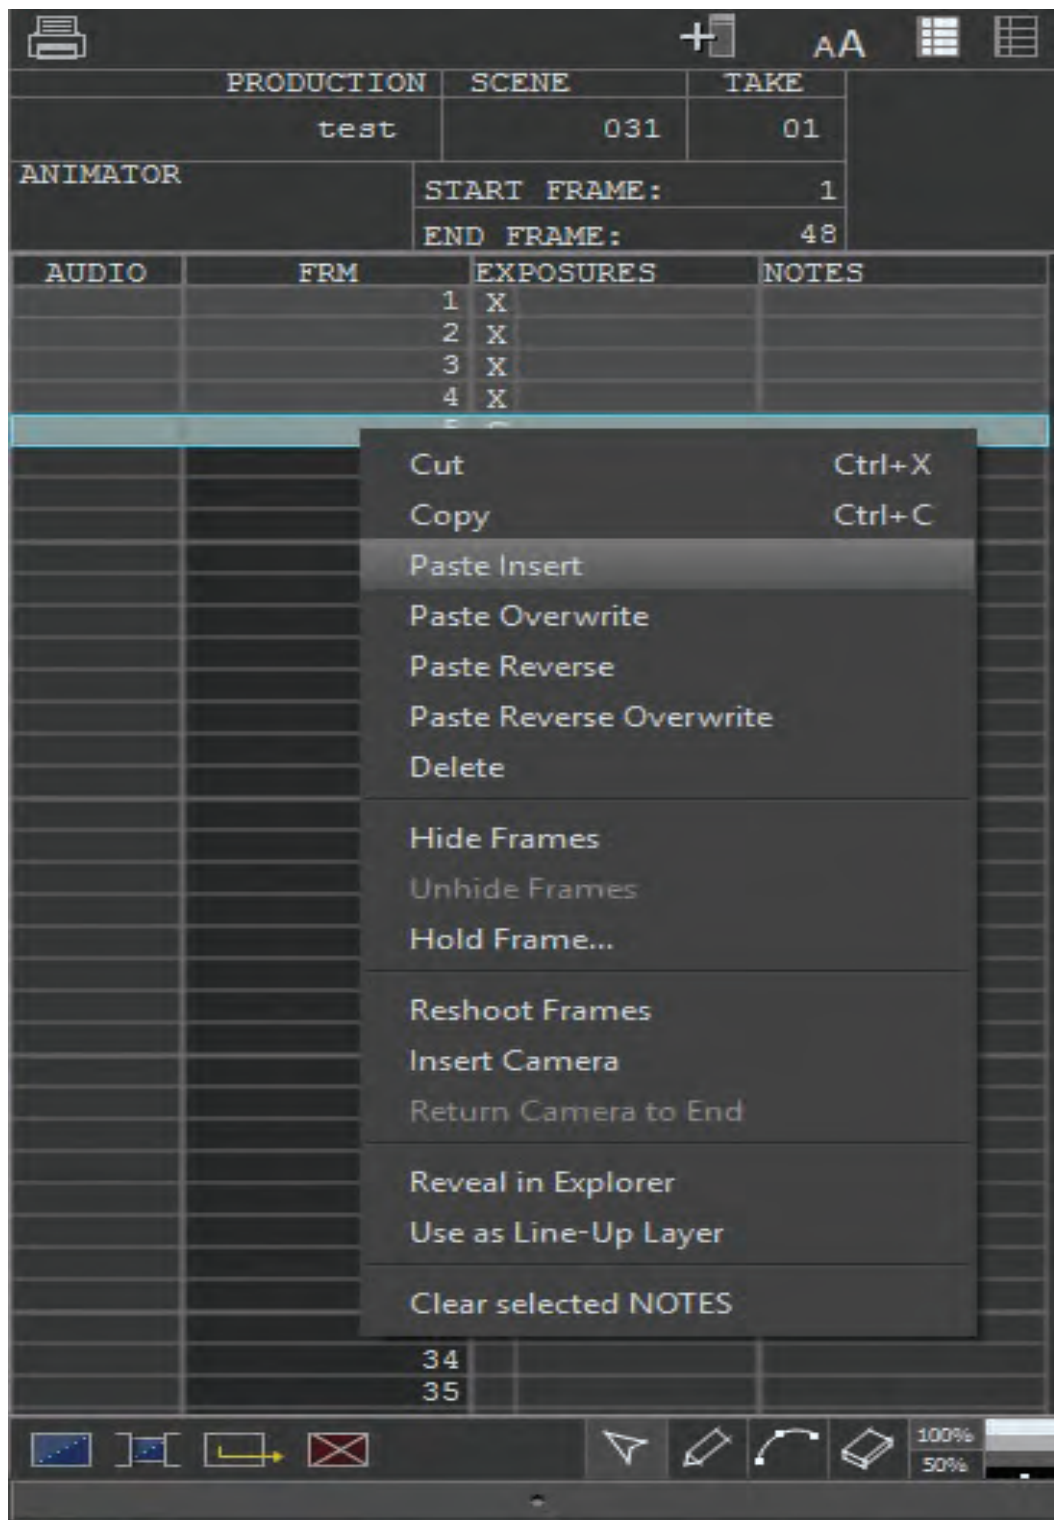 AA
PRODUCTION SCENE TAKE
test 031 01
ANIMATOR
START FRAME: 1
END FRAME: 48
AUDIO FRM EXPOSURES NOTES
1 X
2 X
3 X
4 X
Cut Ctrl+X
Copy Ctrl+C
Paste Insert
Paste Overwrite
Paste Reverse
Paste Reverse Overwrite
Delete
Hide Frames
Unhide Frames
Hold Frame...
Reshoot Frames
Insert Camera
Return Camera to End
Reveal in Explorer
Use as Line-Up Layer
Clear selected NOTES
34
35
100%
50%